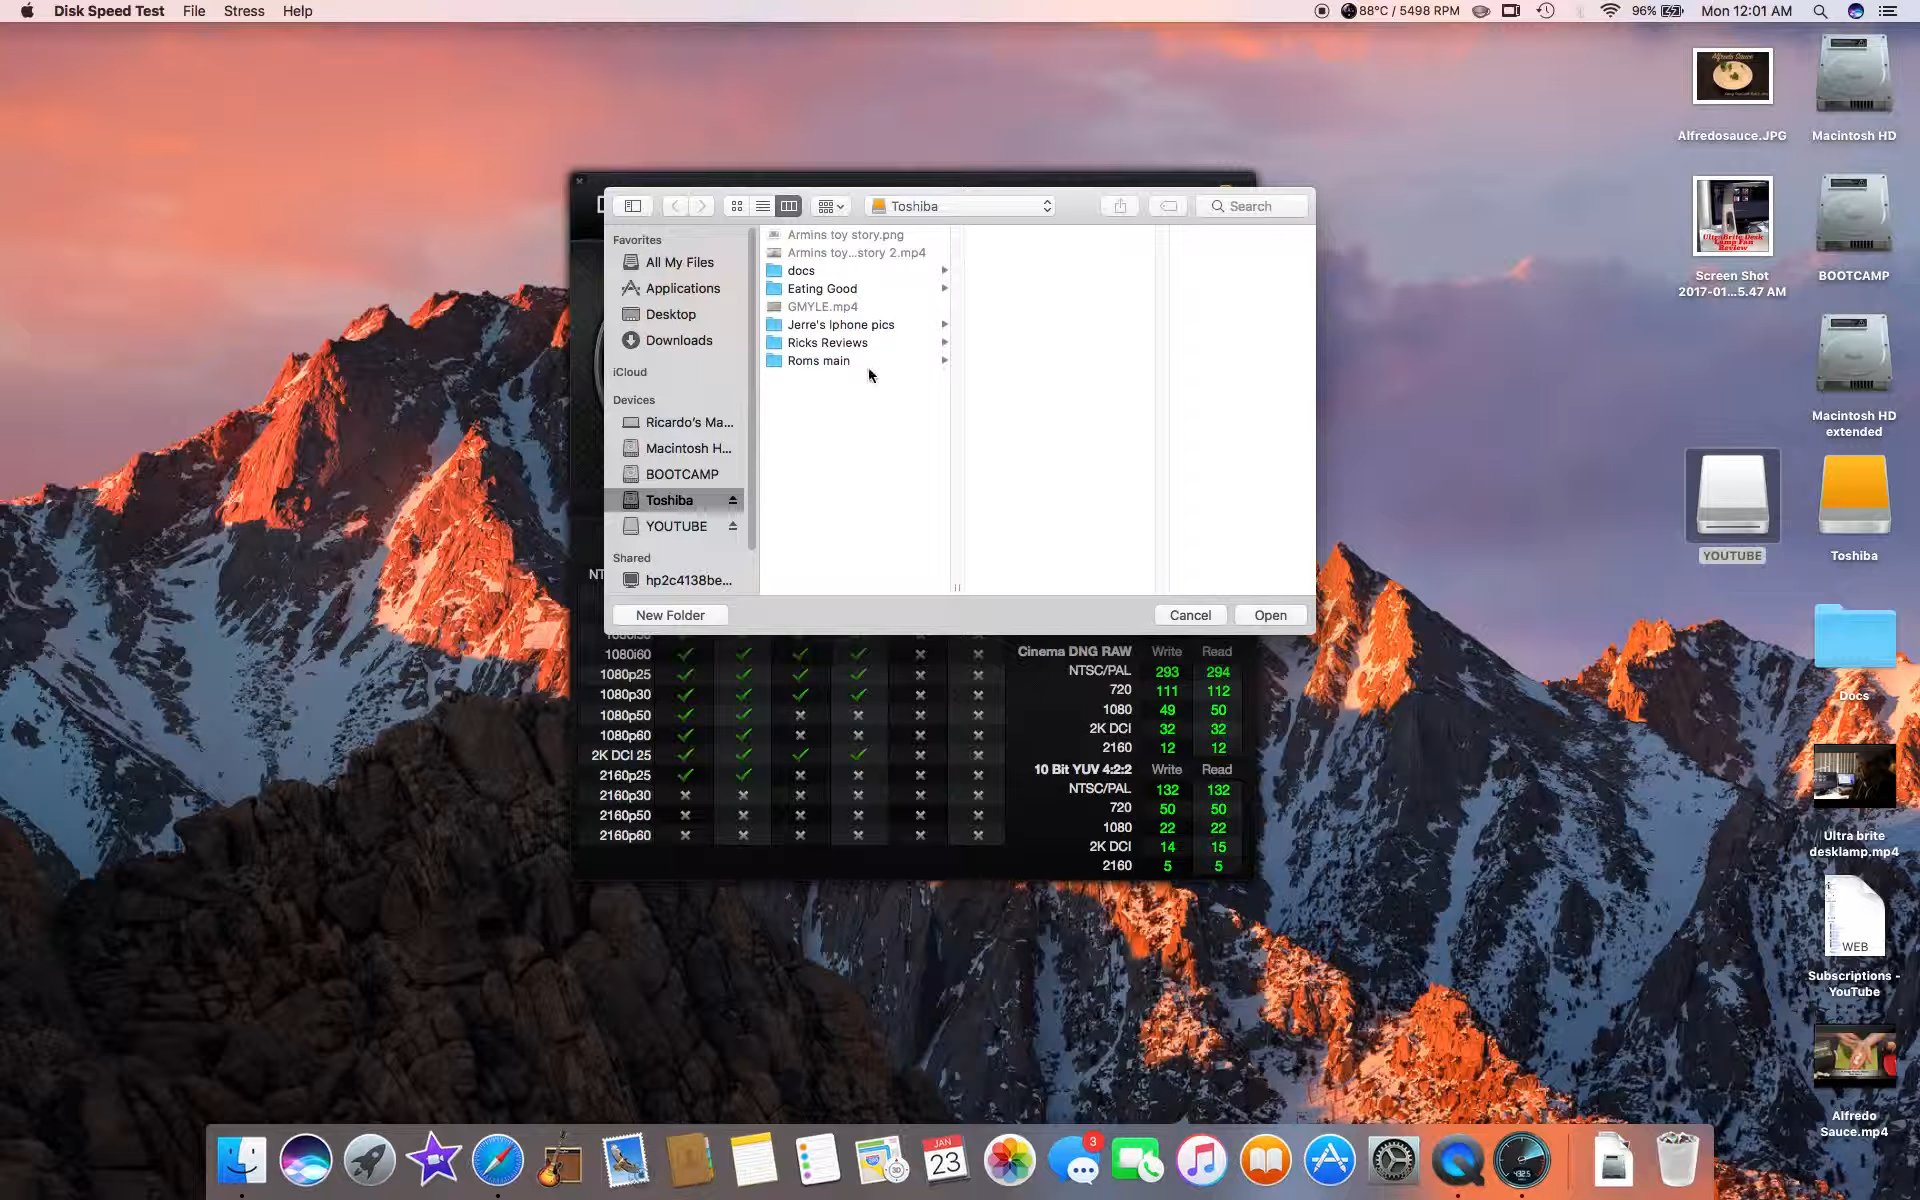 Disk Speed Test File Stress Help
88°C / 5498 RPM 96% Mon 12:01 AM
Alfredosauce.JPG
Macintosh HD
Screen Shot
2017-01...5.47 AM
BOOTCAMP
Macintosh HD
extended
YOUTUBE
Toshiba
Docs
Ultra brite
desklamp.mp4
WEB
Subscriptions -
YouTube
Alfredo
Sauce.mp4
Alfredo Sauce
UltraBrite Desk
Lamp Fan
Review
Toshiba
Search
Favorites
All My Files
Applications
Desktop
Downloads
iCloud
Devices
Ricardo's Ma...
Macintosh H...
BOOTCAMP
Toshiba
YOUTUBE
Shared
hp2c4138be...
Armins toy story.png
Armins toy...story 2.mp4
docs
Eating Good
GMYLE.mp4
Jerre's Iphone pics
Ricks Reviews
Roms main
New Folder Cancel Open
1080i60
1080p25
1080p30
1080p50
1080p60
2K DCI 25
2160p25
2160p30
2160p50
2160p60
Cinema DNG RAW Write Read
NTSC/PAL 293 294
720 111 112
1080 49 50
2K DCI 32 32
2160 12 12
10 Bit YUV 4:2:2 Write Read
NTSC/PAL 132 132
720 50 50
1080 22 22
2K DCI 14 15
2160 5 5
JAN
23
3